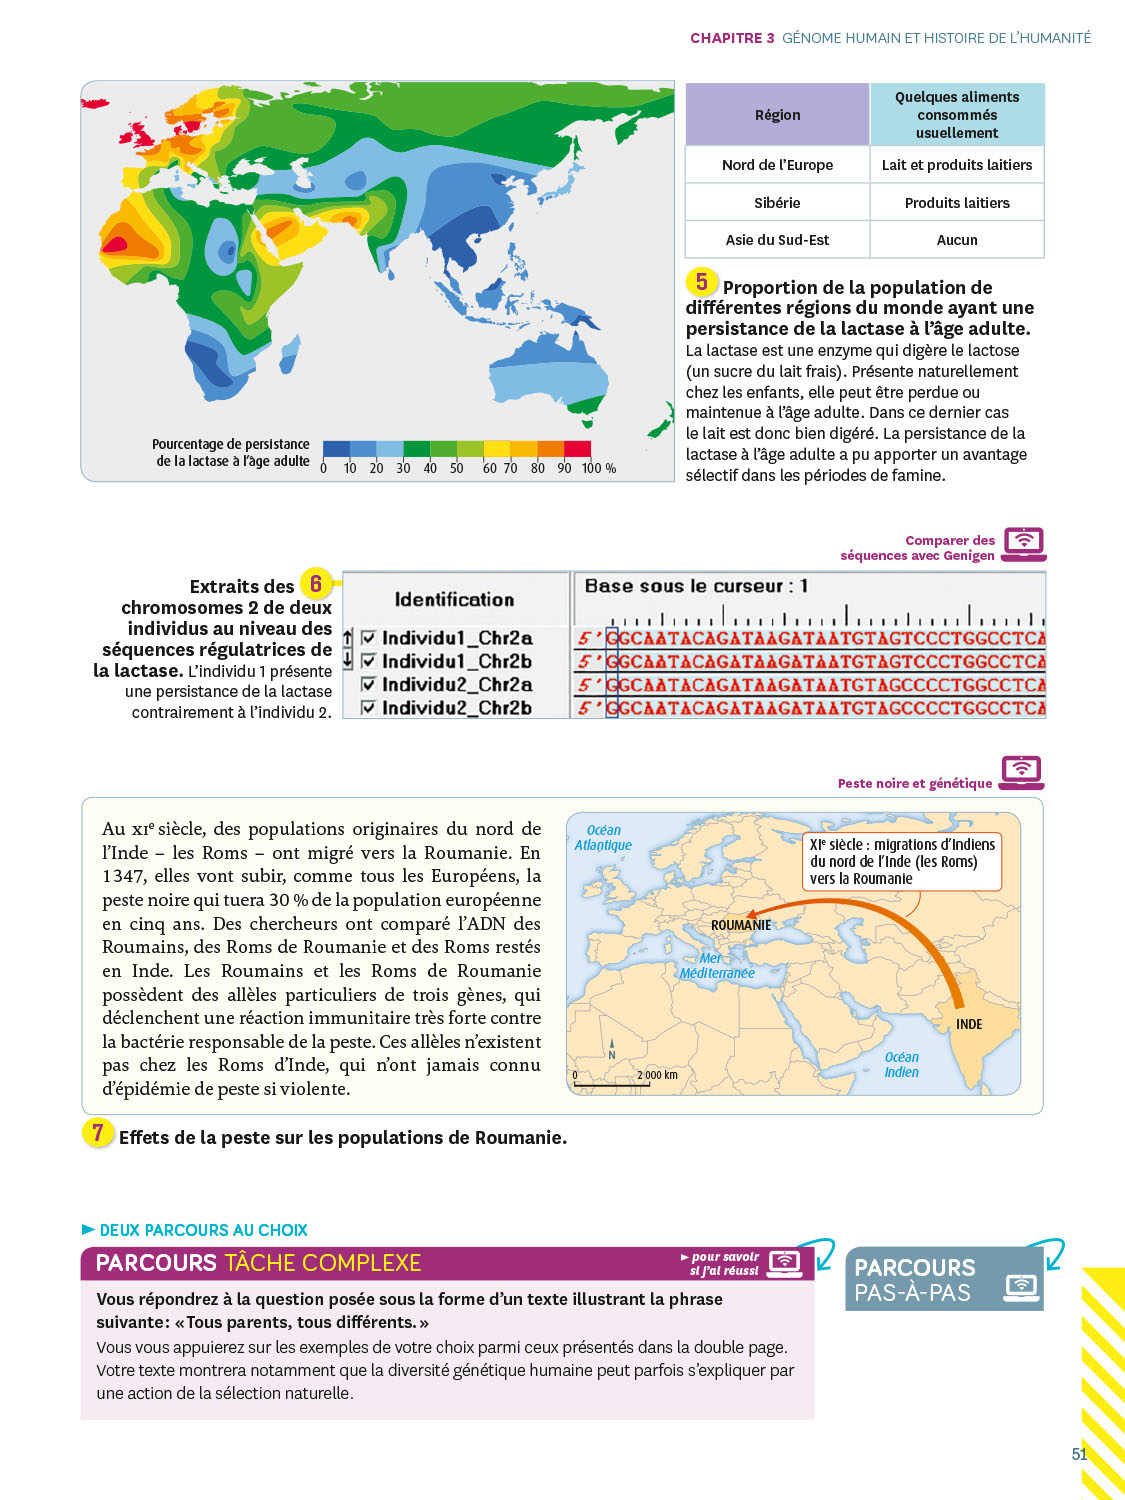 CHAPITRE 3 GÉNOME HUMAIN ET HISTOIRE DE L’HUMANITÉ
Pourcentage de persistance
de la lactase à l’âge adulte
0 10 20 30 40 50 60 70 80 90 100 %
Région
Quelques aliments
consommés
usuellement
Nord de l’Europe
Lait et produits laitiers
Sibérie
Produits laitiers
Asie du Sud-Est
Aucun
5 Proportion de la population de
différentes régions du monde ayant une
persistance de la lactase à l’âge adulte.
La lactase est une enzyme qui digère le lactose
(un sucre du lait frais). Présente naturellement
chez les enfants, elle peut être perdue ou
maintenue à l’âge adulte. Dans ce dernier cas
le lait est donc bien digéré. La persistance de la
lactase à l’âge adulte a pu apporter un avantage
sélectif dans les périodes de famine.
Comparer des
séquences avec Genigen
Extraits des 6
chromosomes 2 de deux
individus au niveau des
séquences régulatrices de
la lactase. L’individu 1 présente
une persistance de la lactase
contrairement à l’individu 2.
Identification
Base sous le curseur : 1
Individu1_Chr2a 5'GGCAATACAGATAAGATAATGTAGTCCCTGGCCTCA
Individu1_Chr2b 5'GGCAATACAGATAAGATAATGTAGTCCCTGGCCTCA
Individu2_Chr2a 5'GGCAATACAGATAAGATAATGTAGCCCCTGGCCTCA
Individu2_Chr2b 5'GGCAATACAGATAAGATAATGTAGCCCCTGGCCTCA
Peste noire et génétique
Au XIe siècle, des populations originaires du nord de
l’Inde – les Roms – ont migré vers la Roumanie. En
1347, elles vont subir, comme tous les Européens, la
peste noire qui tuera 30 % de la population européenne
en cinq ans. Des chercheurs ont comparé l’ADN des
Roumains, des Roms de Roumanie et des Roms restés
en Inde. Les Roumains et les Roms de Roumanie
possèdent des allèles particuliers de trois gènes, qui
déclenchent une réaction immunitaire très forte contre
la bactérie responsable de la peste. Ces allèles n’existent
pas chez les Roms d’Inde, qui n’ont jamais connu
d’épidémie de peste si violente.
Océan
Atlantique
XIe siècle : migrations d’Indiens
du nord de l’Inde (les Roms)
vers la Roumanie
ROUMANIE
Mer
Méditerranée
INDE
Océan
Indien
N
0 2 000 km
7 Effets de la peste sur les populations de Roumanie.
► DEUX PARCOURS AU CHOIX
PARCOURS TÂCHE COMPLEXE
► pour savoir
si j’ai réussi
Vous répondrez à la question posée sous la forme d’un texte illustrant la phrase
suivante : « Tous parents, tous différents. »
Vous vous appuierez sur les exemples de votre choix parmi ceux présentés dans la double page.
Votre texte montrera notamment que la diversité génétique humaine peut parfois s’expliquer par
une action de la sélection naturelle.
PARCOURS
PAS-À-PAS
51